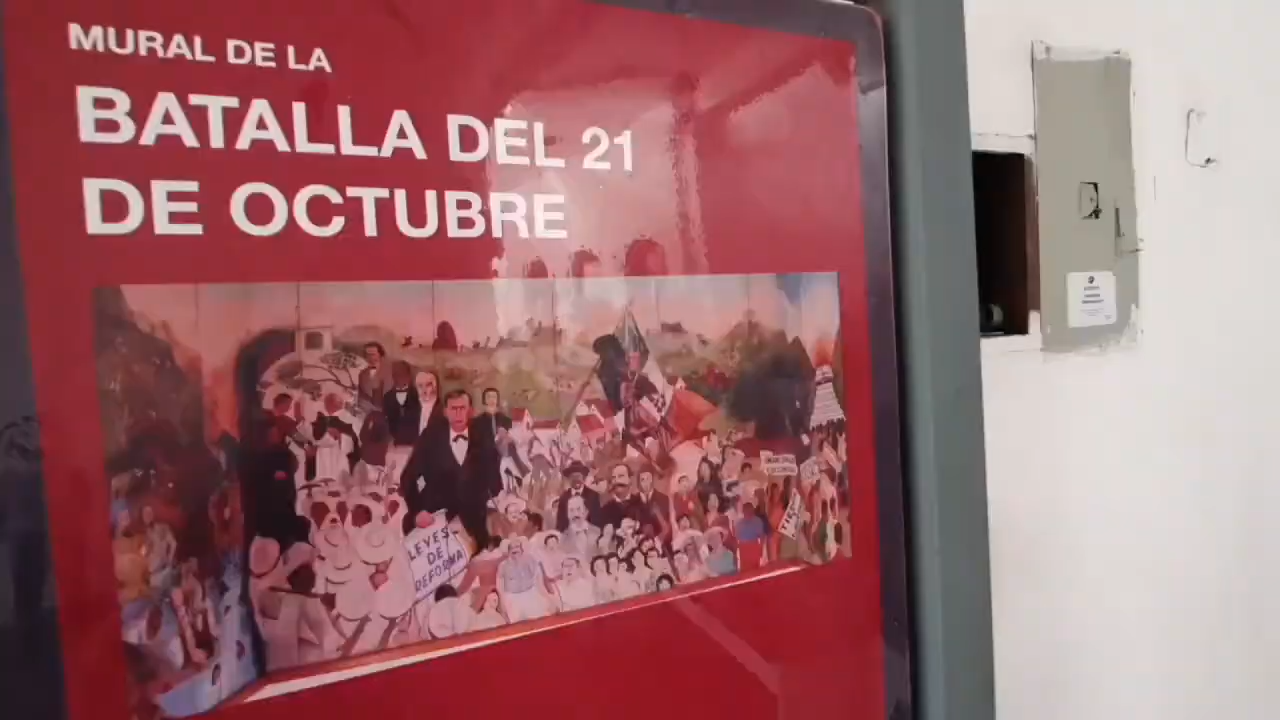 MURAL DE LA
BATALLA DEL 21
DE OCTUBRE
LEYES
DE
REFORMA